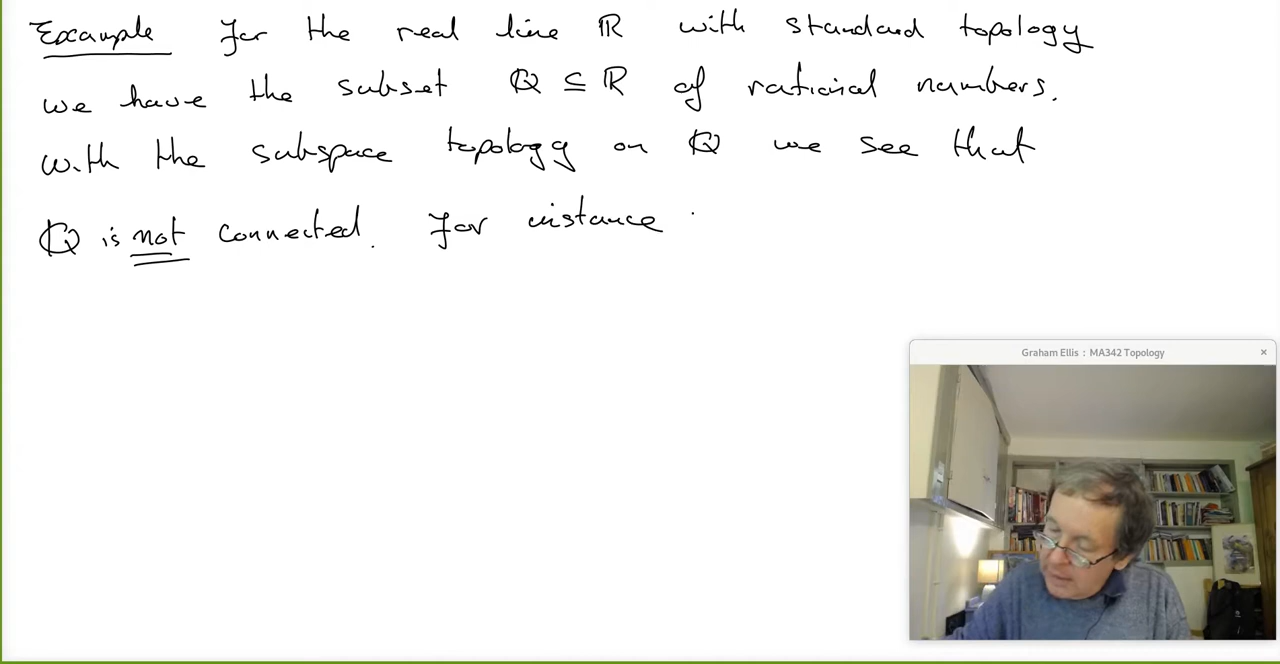 Example for the real line ℝ with standard topology
we have the subset ℚ ⊆ ℝ of rational numbers.
With the subspace topology on ℚ we see that
ℚ is not connected. For instance
Graham Ellis : MA342 Topology